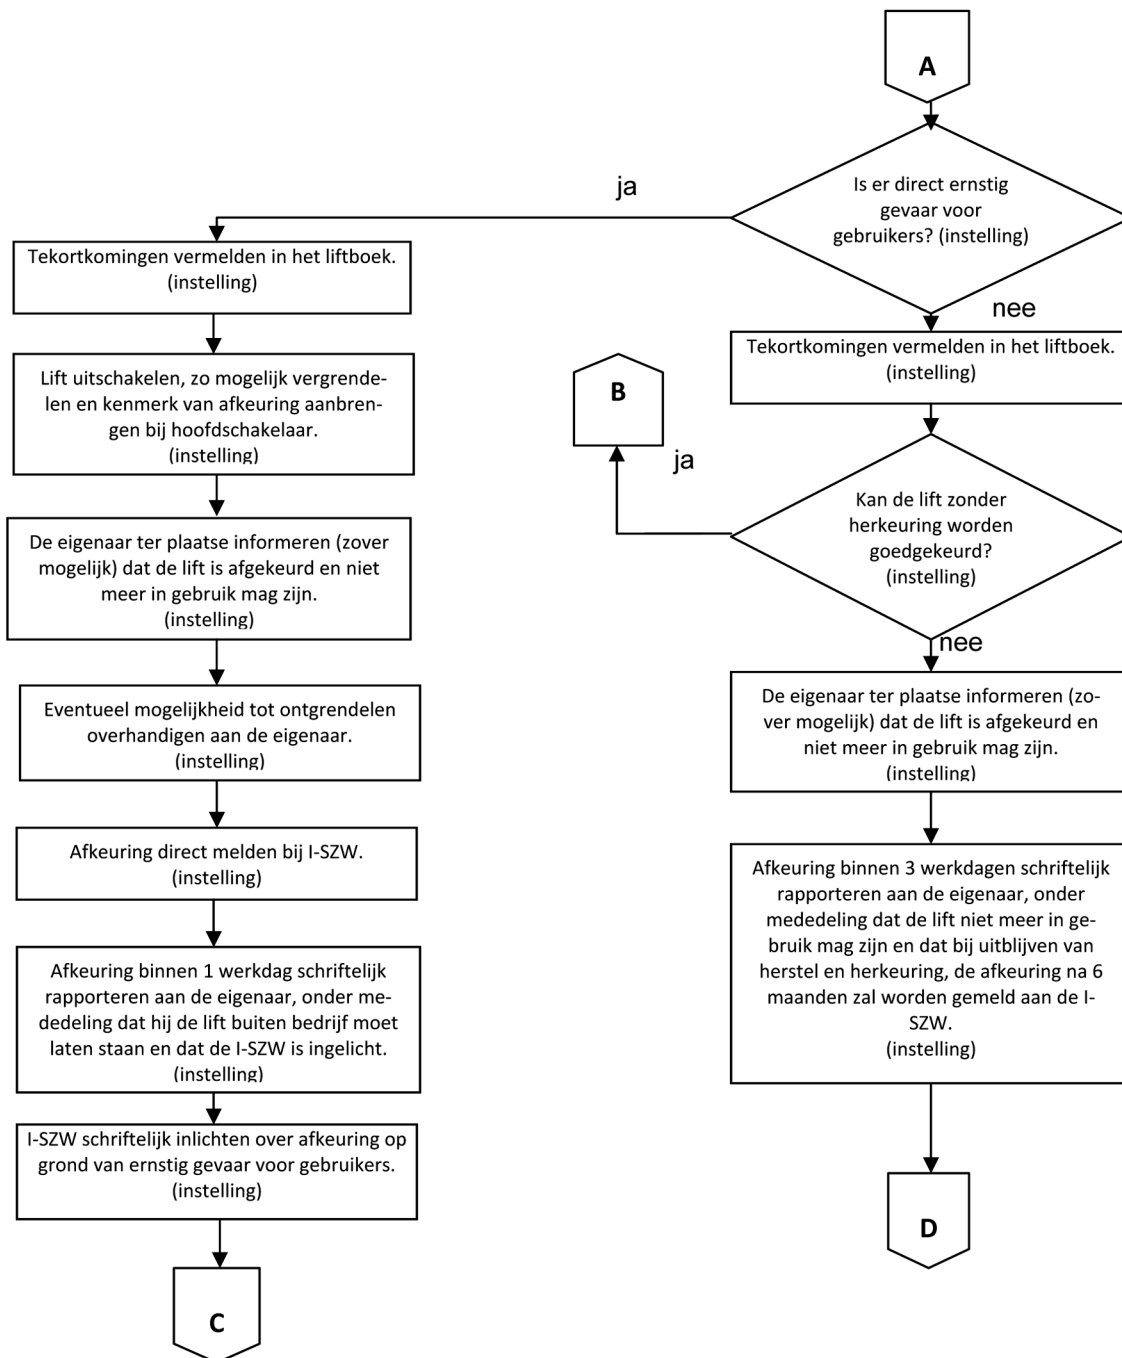 A
Is er direct ernstig
gevaar voor
gebruikers? (instelling)
ja
nee
Tekortkomingen vermelden in het liftboek.
(instelling)
Lift uitschakelen, zo mogelijk vergrende-
len en kenmerk van afkeuring aanbren-
gen bij hoofdschakelaar.
(instelling)
De eigenaar ter plaatse informeren (zover
mogelijk) dat de lift is afgekeurd en niet
meer in gebruik mag zijn.
(instelling)
Eventueel mogelijkheid tot ontgrendelen
overhandigen aan de eigenaar.
(instelling)
Afkeuring direct melden bij I-SZW.
(instelling)
Afkeuring binnen 1 werkdag schriftelijk
rapporteren aan de eigenaar, onder me-
dedeling dat hij de lift buiten bedrijf moet
laten staan en dat de I-SZW is ingelicht.
(instelling)
I-SZW schriftelijk inlichten over afkeuring op
grond van ernstig gevaar voor gebruikers.
(instelling)
C
Tekortkomingen vermelden in het liftboek.
(instelling)
B
ja
Kan de lift zonder
herkeuring worden
goedgekeurd?
(instelling)
nee
De eigenaar ter plaatse informeren (zo-
ver mogelijk) dat de lift is afgekeurd en
niet meer in gebruik mag zijn.
(instelling)
Afkeuring binnen 3 werkdagen schriftelijk
rapporteren aan de eigenaar, onder
mededeling dat de lift niet meer in ge-
bruik mag zijn en dat bij uitblijven van
herstel en herkeuring, de afkeuring na 6
maanden zal worden gemeld aan de I-
SZW.
(instelling)
D